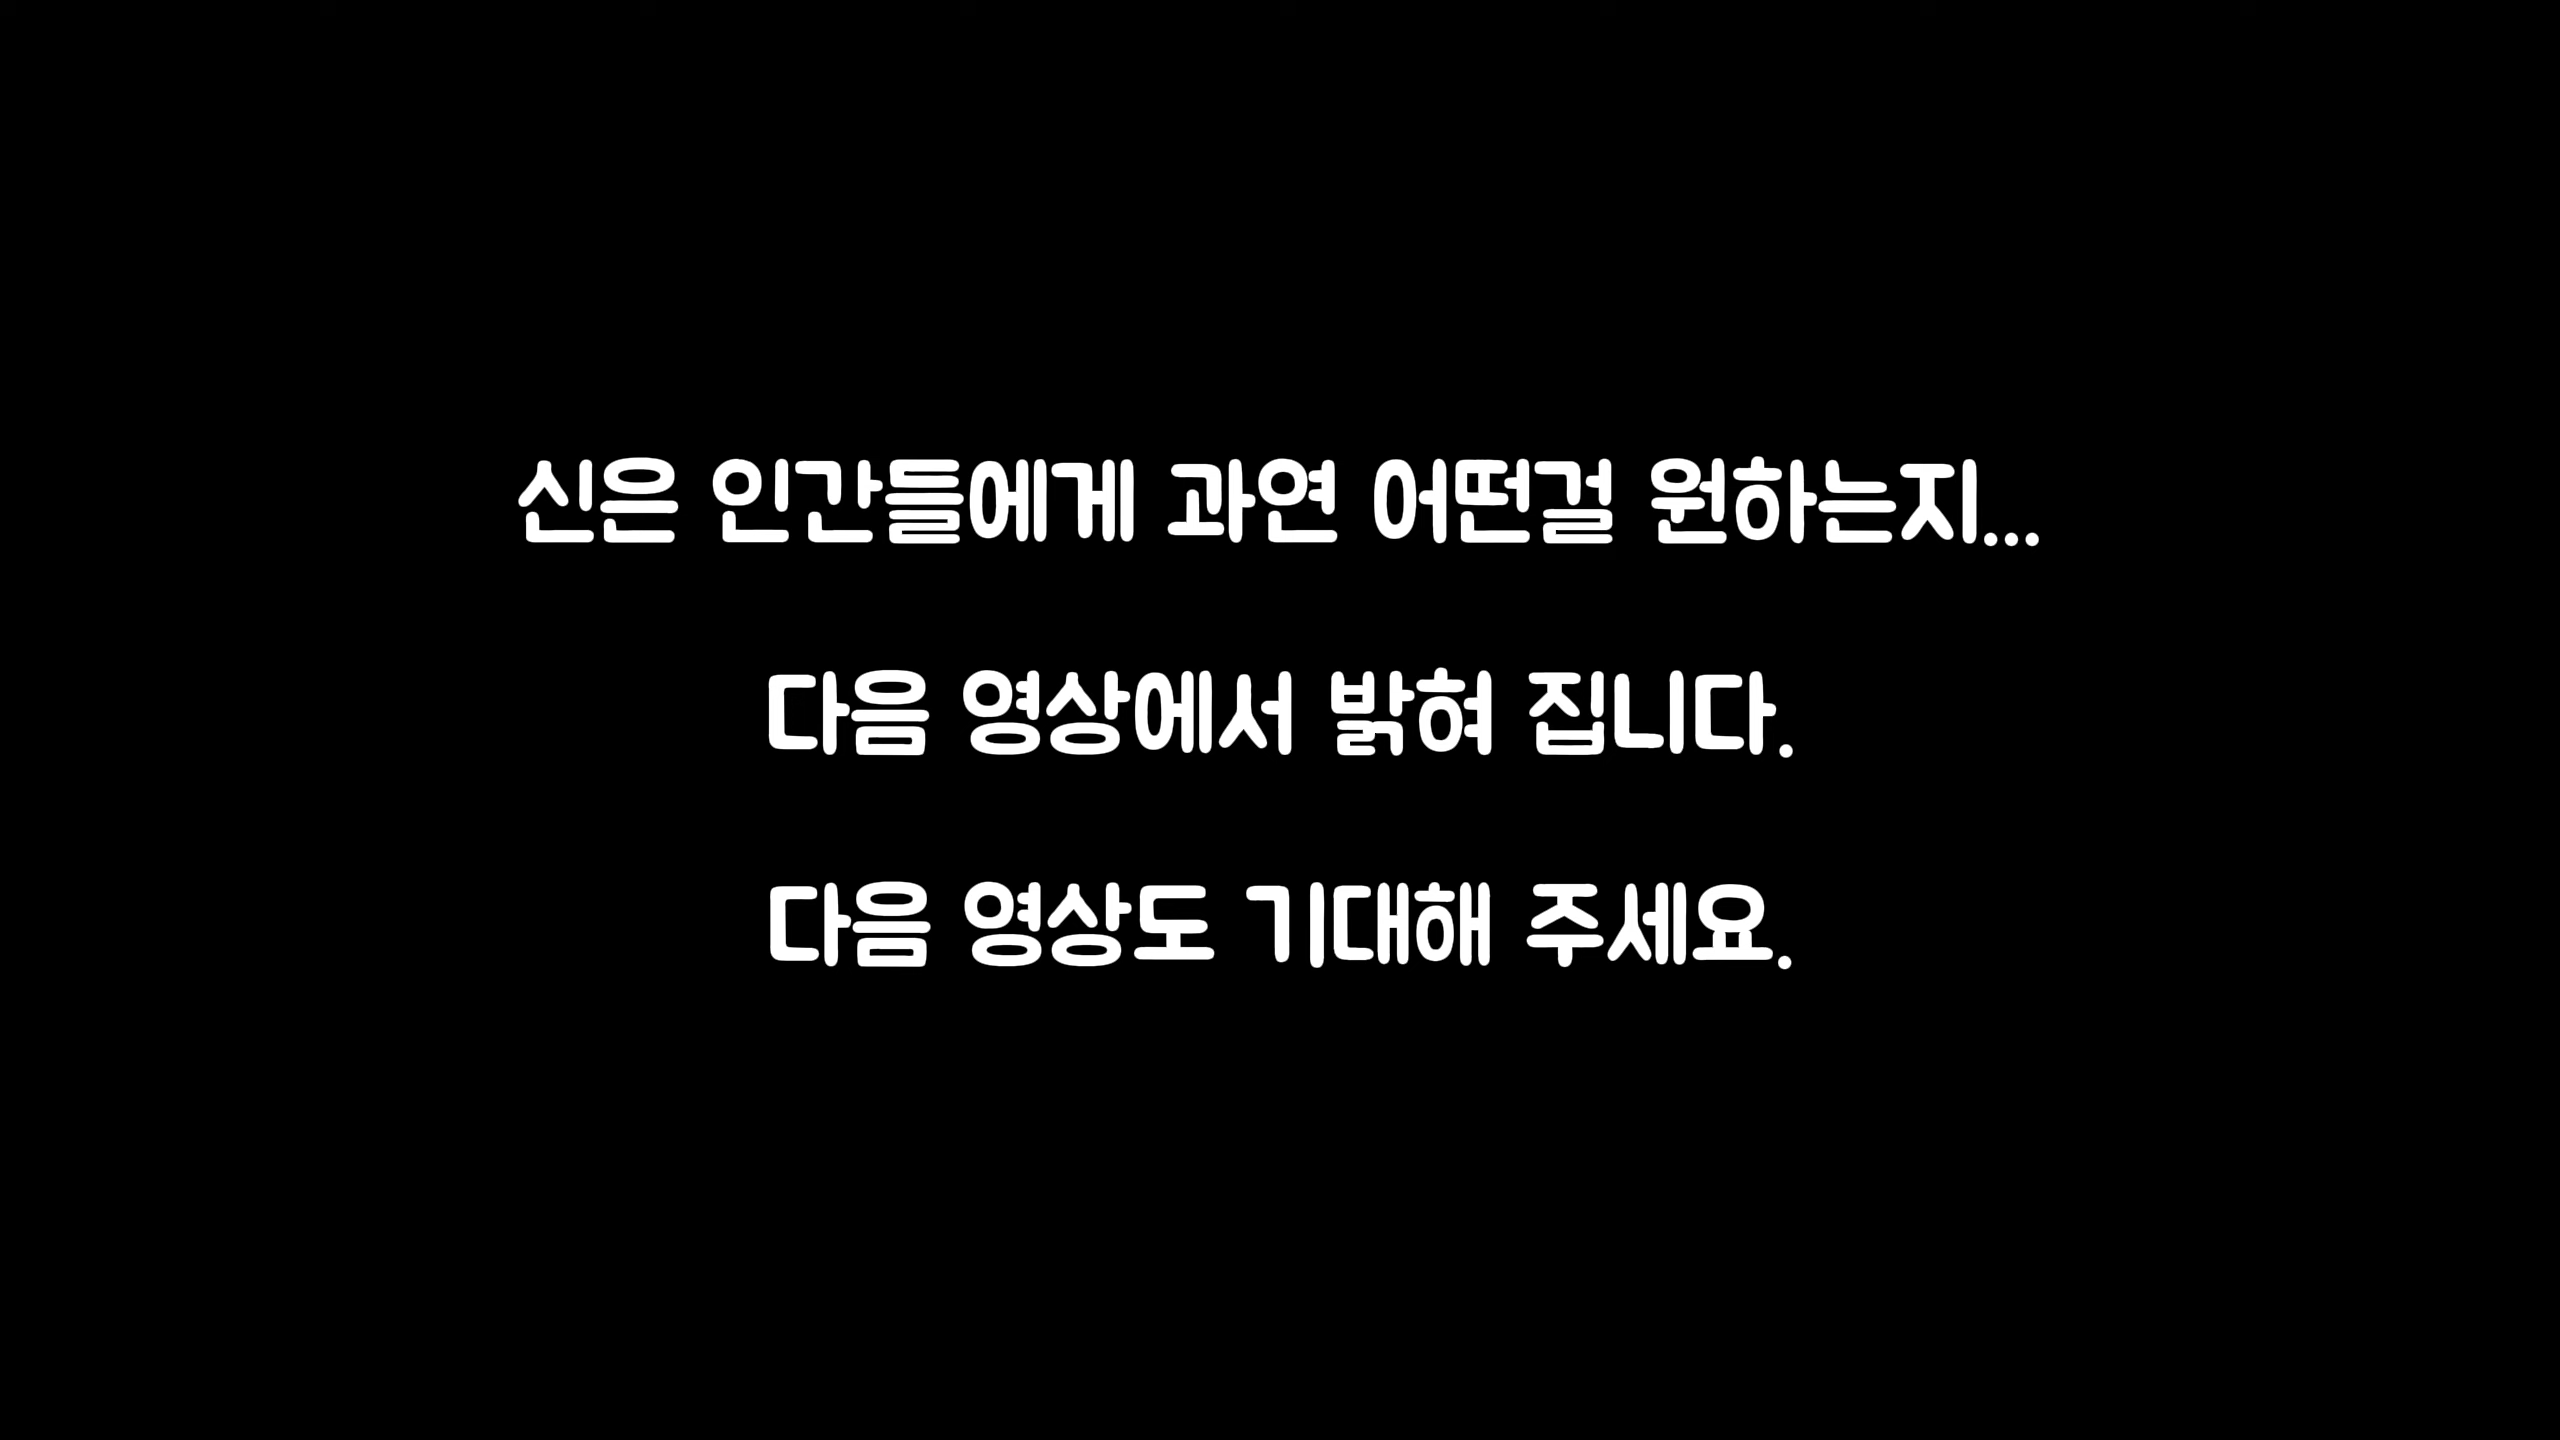 신은 인간들에게 과연 어떤걸 원하는지...
다음 영상에서 밝혀 집니다.
다음 영상도 기대해 주세요.